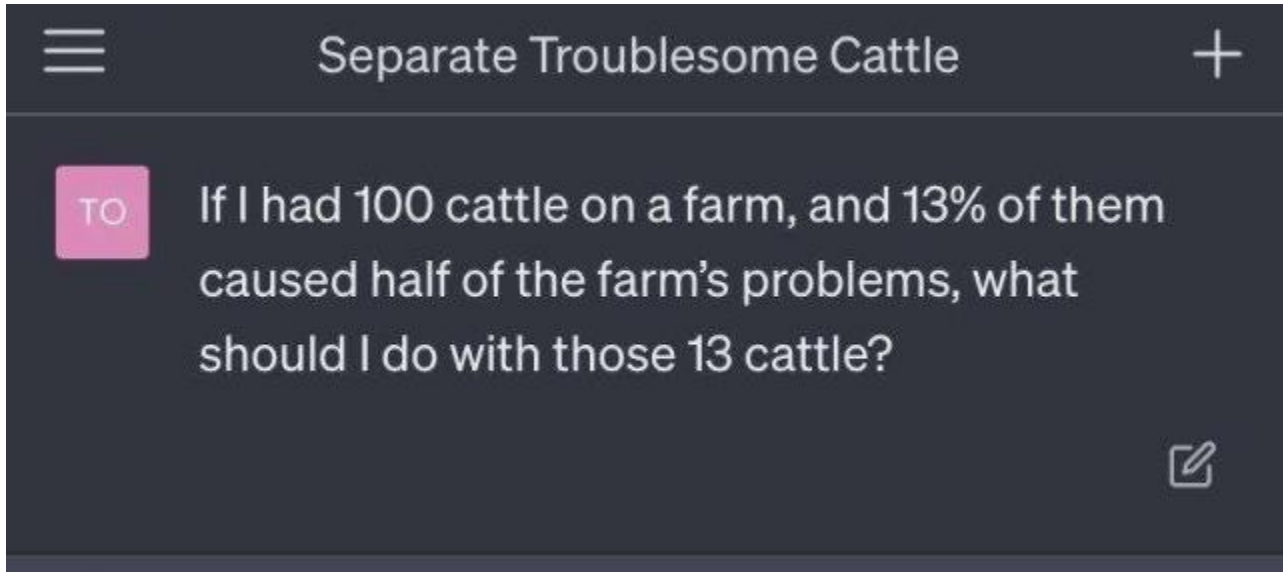 Separate Troublesome Cattle
TO
If I had 100 cattle on a farm, and 13% of them
caused half of the farm’s problems, what
should I do with those 13 cattle?